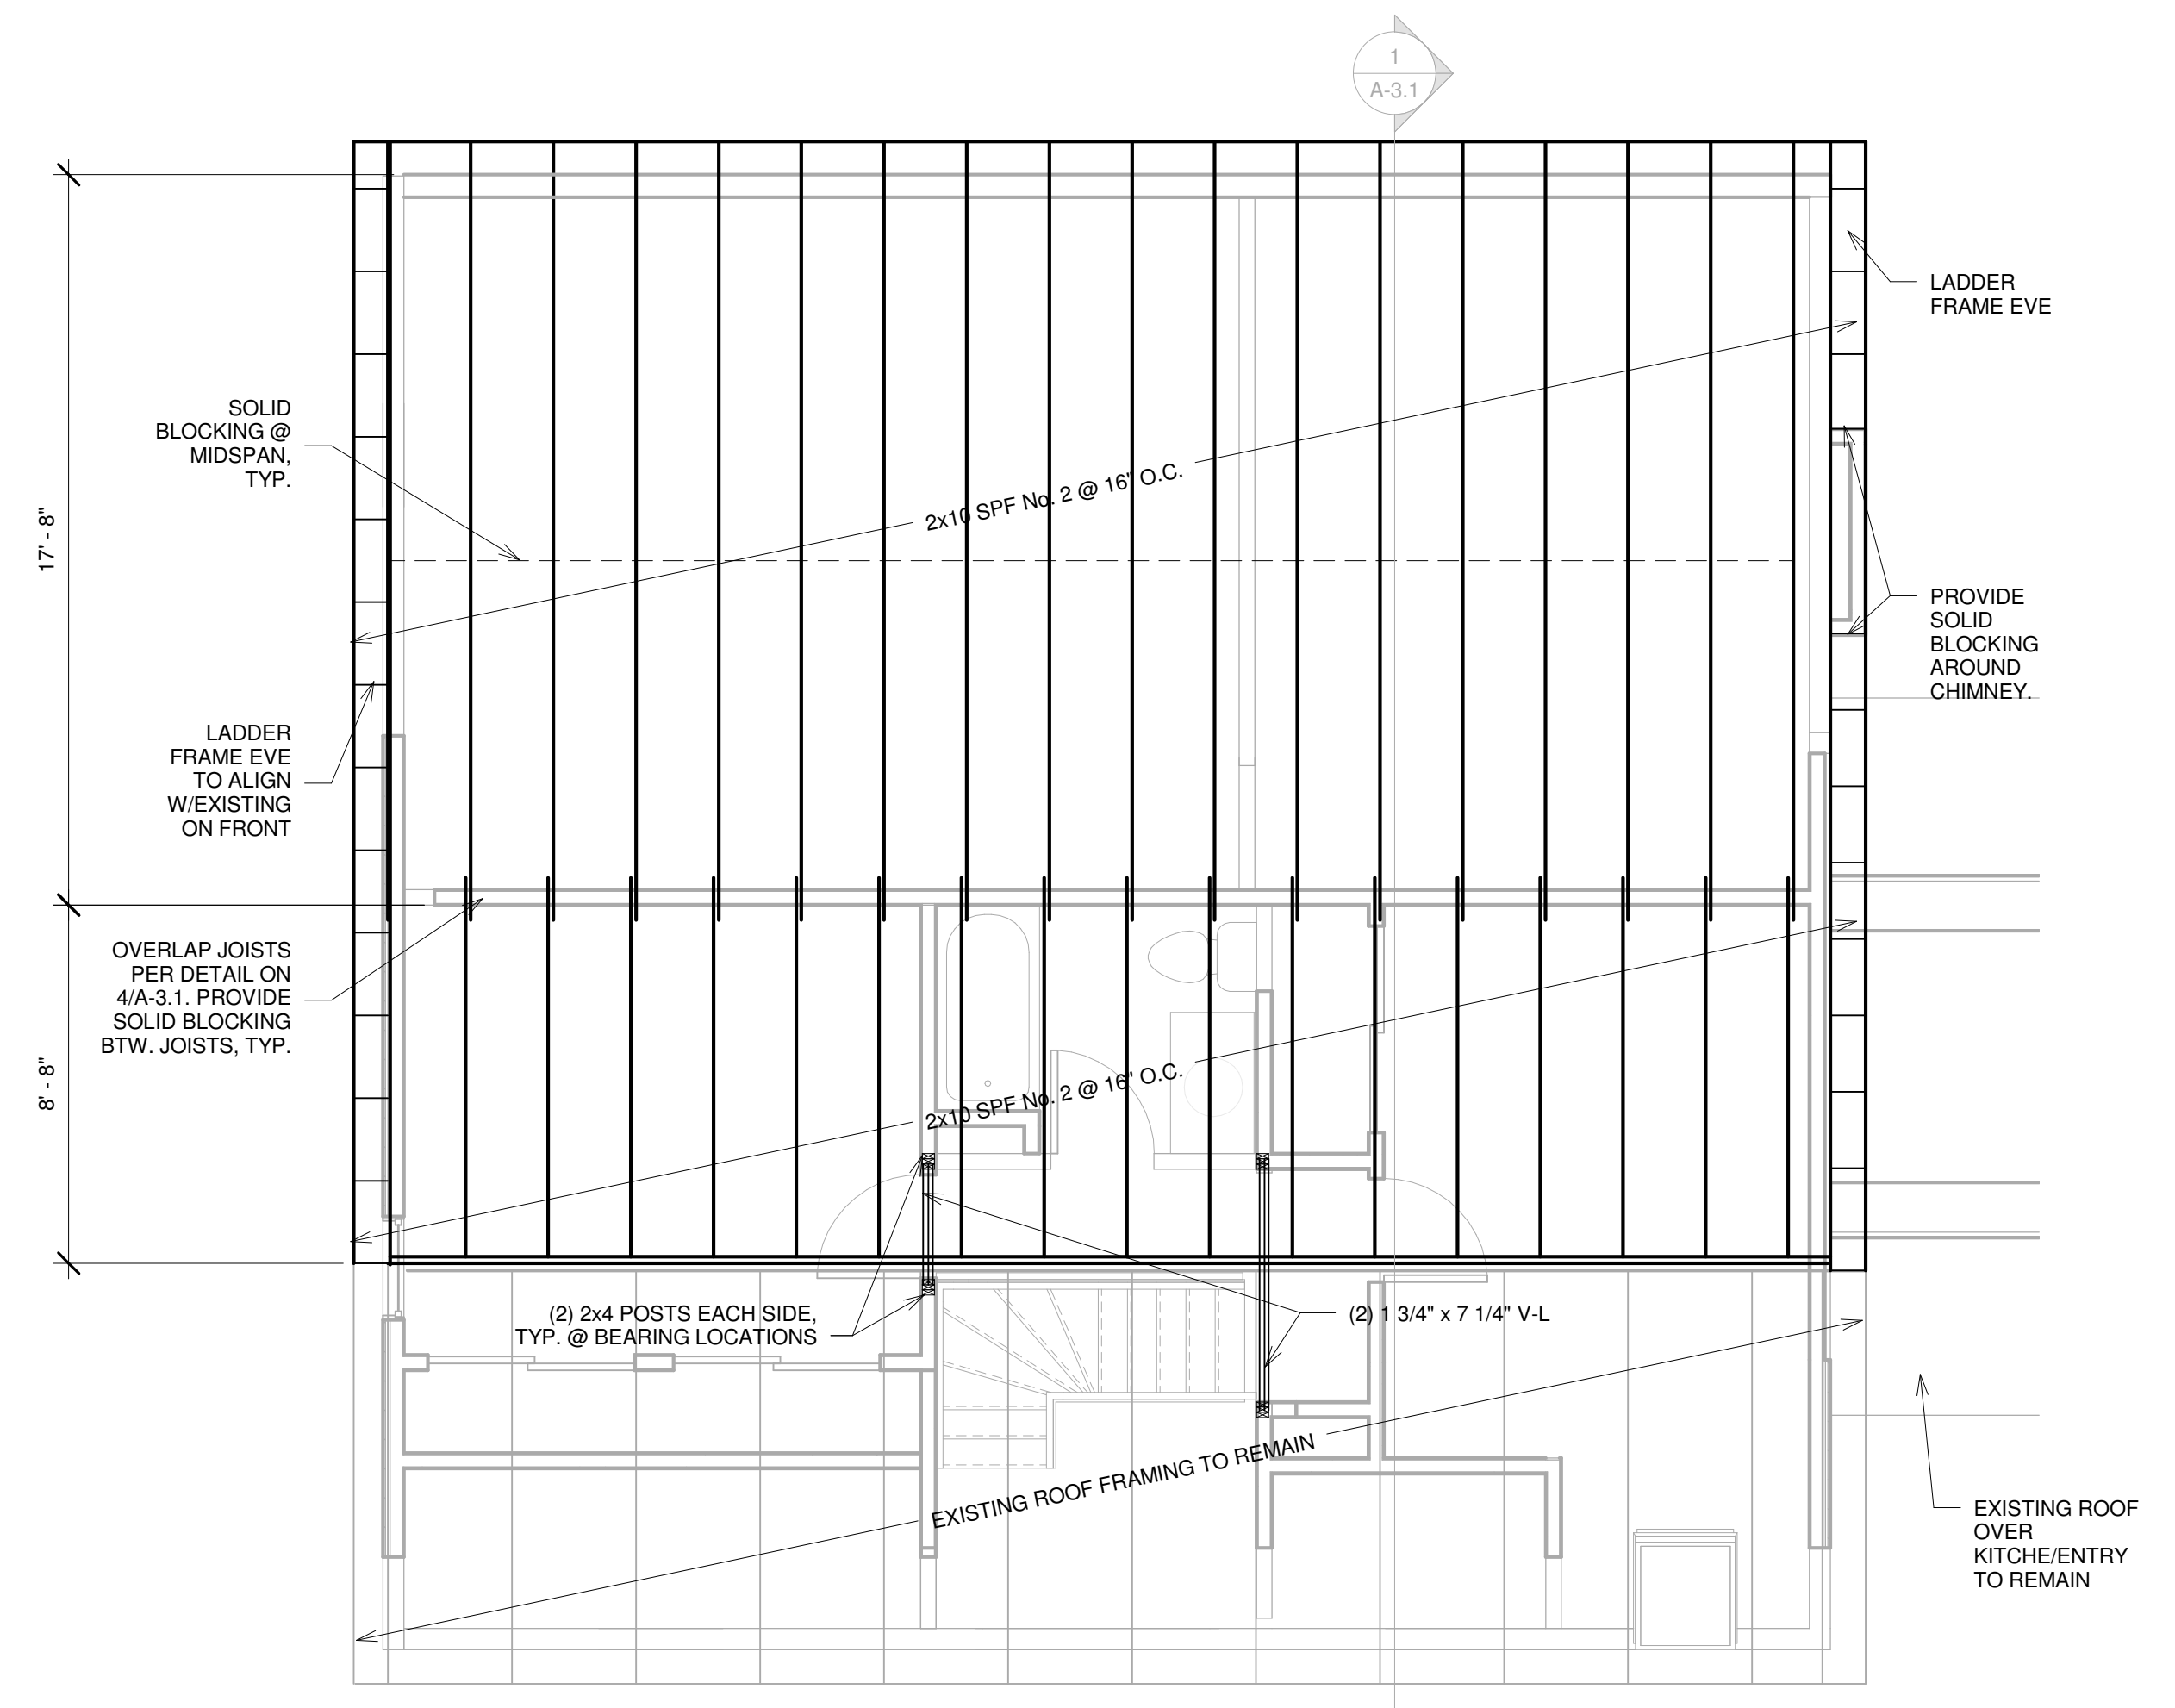 1
A-3.1
LADDER
FRAME EVE
SOLID
BLOCKING @
MIDSPAN,
TYP.
2x10 SPF No. 2 @ 16" O.C.
17' - 8"
PROVIDE
SOLID
BLOCKING
AROUND
CHIMNEY.
LADDER
FRAME EVE
TO ALIGN
W/EXISTING
ON FRONT
OVERLAP JOISTS
PER DETAIL ON
4/A-3.1. PROVIDE
SOLID BLOCKING
BTW. JOISTS, TYP.
8' - 8"
2x10 SPF No. 2 @ 16" O.C.
(2) 2x4 POSTS EACH SIDE,
TYP. @ BEARING LOCATIONS
(2) 1 3/4" x 7 1/4" V-L
EXISTING ROOF FRAMING TO REMAIN
EXISTING ROOF
OVER
KITCHE/ENTRY
TO REMAIN